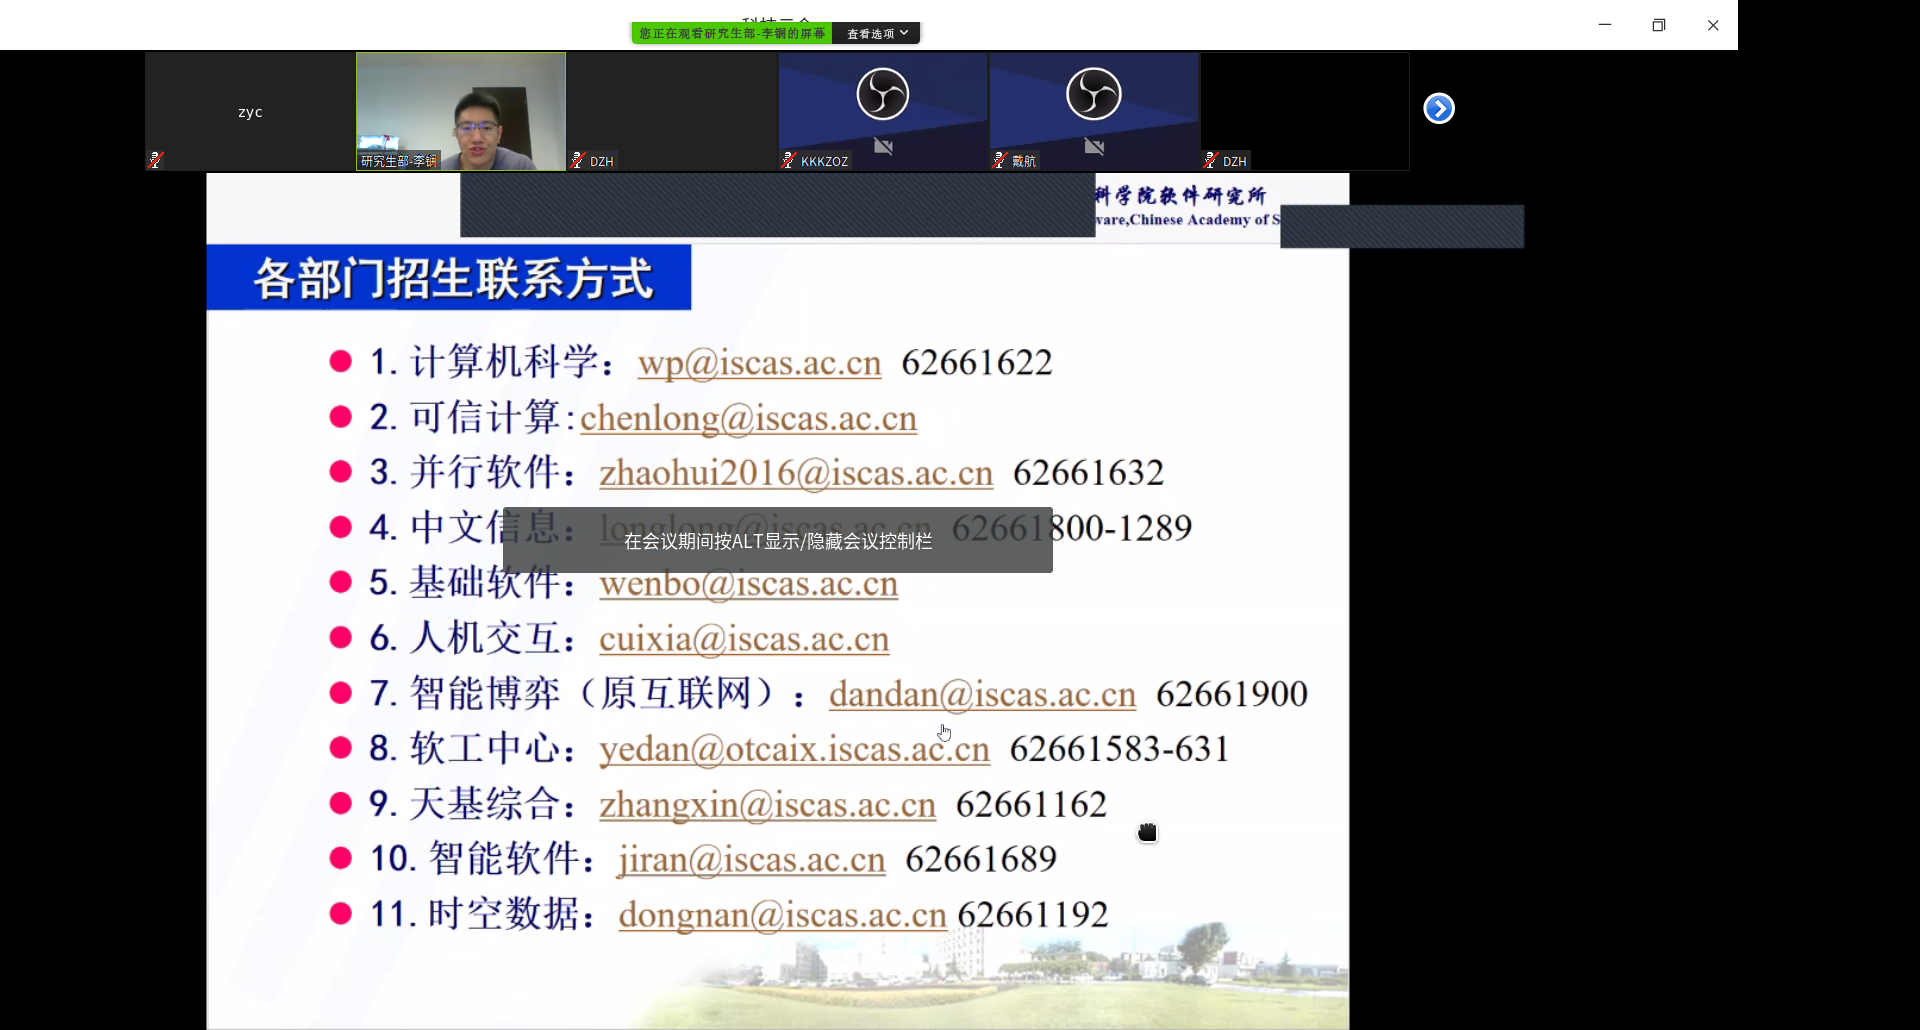 您正在观看研究生部-李钢的屏幕 查看选项
zyc
研究生部-李钢
DZH
KKKZOZ
戴航
DZH
科学院软件研究所
ware,Chinese Academy of S
各部门招生联系方式
1. 计算机科学：wp@iscas.ac.cn 62661622
2. 可信计算:chenlong@iscas.ac.cn
3. 并行软件：zhaohui2016@iscas.ac.cn 62661632
4. 中文信息：longlong@iscas.ac.cn 62661800-1289
在会议期间按ALT显示/隐藏会议控制栏
5. 基础软件：wenbo@iscas.ac.cn
6. 人机交互：cuixia@iscas.ac.cn
7. 智能博弈（原互联网）：dandan@iscas.ac.cn 62661900
8. 软工中心：yedan@otcaix.iscas.ac.cn 62661583-631
9. 天基综合：zhangxin@iscas.ac.cn 62661162
10. 智能软件：jiran@iscas.ac.cn 62661689
11. 时空数据：dongnan@iscas.ac.cn 62661192